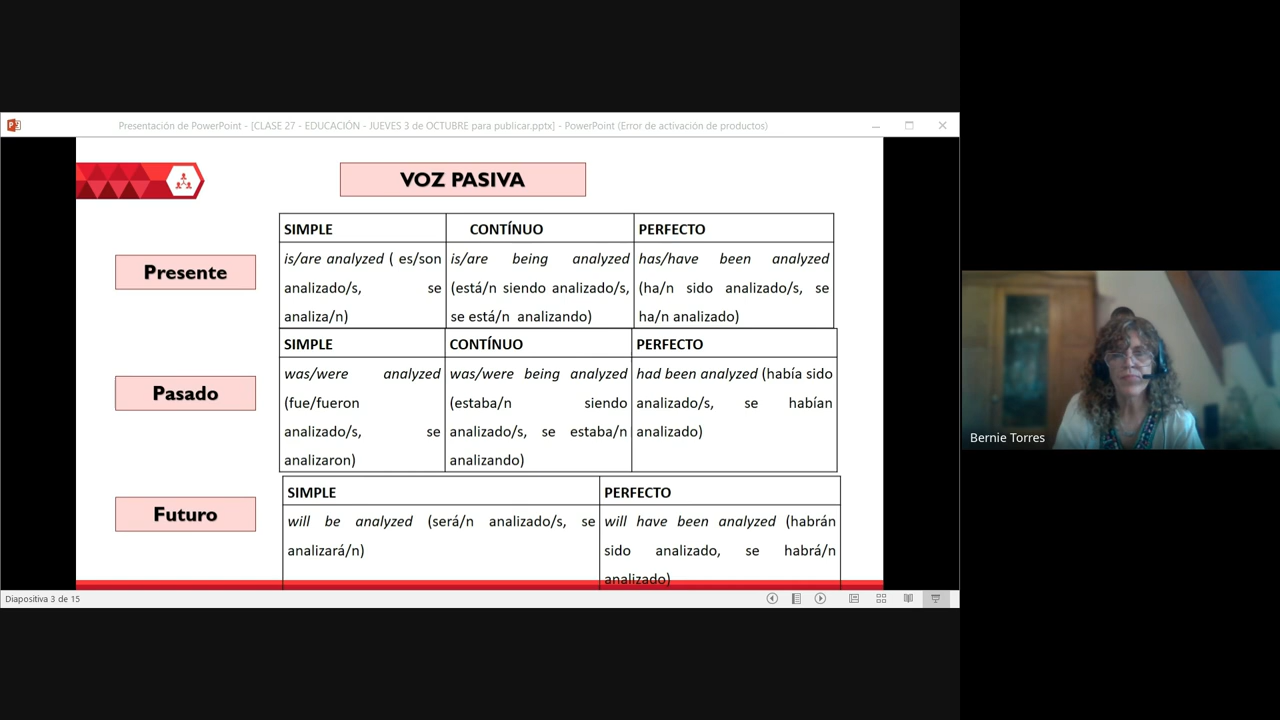 Presentación de PowerPoint - [CLASE 27 - EDUCACIÓN - JUEVES 3 de OCTUBRE para publicar.pptx] - PowerPoint (Error de activación de productos)
VOZ PASIVA
Presente
SIMPLE
is/are analyzed ( es/son
analizado/s, se
analiza/n)
CONTÍNUO
is/are being analyzed
(está/n siendo analizado/s,
se está/n analizando)
PERFECTO
has/have been analyzed
(ha/n sido analizado/s, se
ha/n analizado)
Pasado
SIMPLE
was/were analyzed
(fue/fueron
analizado/s, se
analizaron)
CONTÍNUO
was/were being analyzed
(estaba/n siendo
analizado/s, se estaba/n
analizando)
PERFECTO
had been analyzed (había sido
analizado/s, se habían
analizado)
Futuro
SIMPLE
will be analyzed (será/n analizado/s, se
analizará/n)
PERFECTO
will have been analyzed (habrán
sido analizado, se habrá/n
analizado)
Diapositiva 3 de 15
Bernie Torres